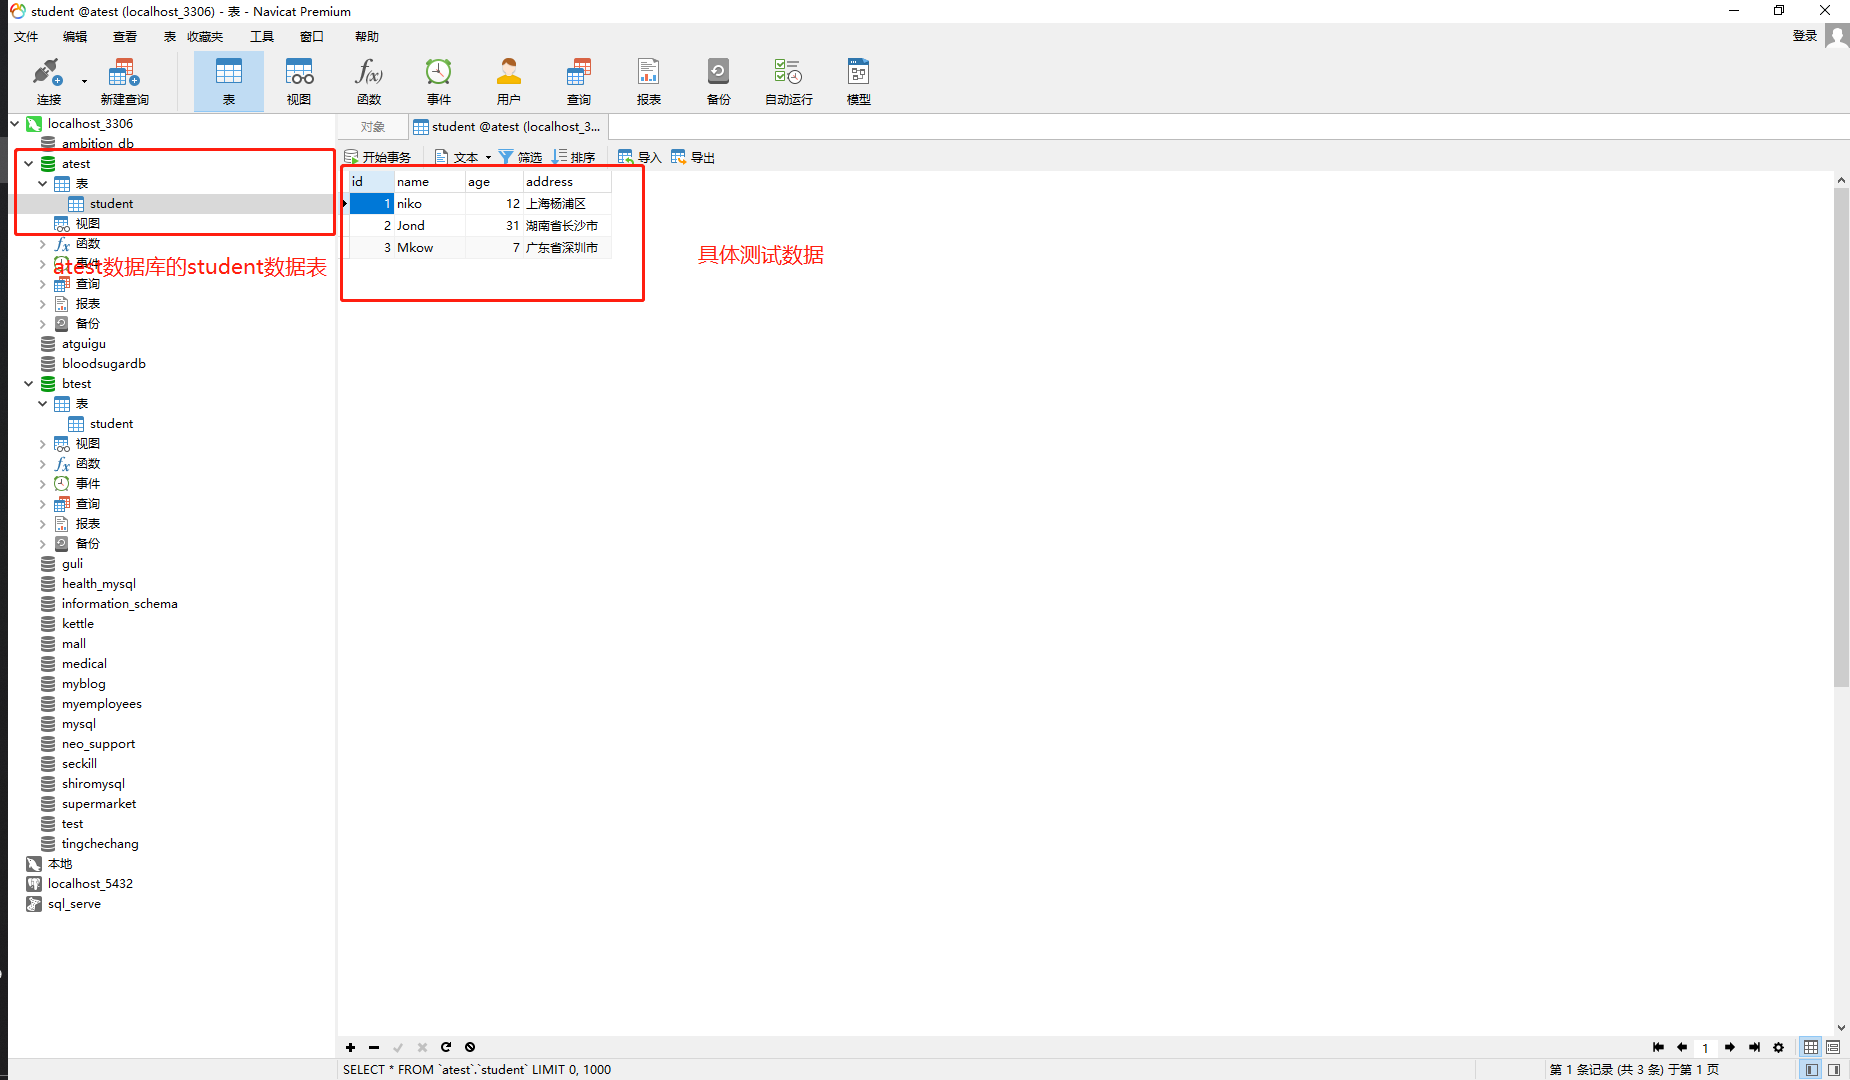 student @atest (localhost_3306) - 表 - Navicat Premium
文件 编辑 查看 表 收藏夹 工具 窗口 帮助 登录
连接 新建查询 表 视图 函数 事件 用户 查询 报表 备份 自动运行 模型
localhost_3306
ambition_db
atest
表
student
视图
函数
事件
atest数据库的student数据表
查询
报表
备份
atguigu
bloodsugardb
btest
表
student
视图
函数
事件
查询
报表
备份
guli
health_mysql
information_schema
kettle
mall
medical
myblog
myemployees
mysql
neo_support
seckill
shiromysql
supermarket
test
tingchechang
本地
localhost_5432
sql_serve
对象 student @atest (localhost_3...
开始事务 文本 筛选 排序 导入 导出
id name age address
1 niko 12 上海杨浦区
2 Jond 31 湖南省长沙市
3 Mkow 7 广东省深圳市
具体测试数据
1
SELECT * FROM `atest`.`student` LIMIT 0, 1000
第 1 条记录 (共 3 条) 于第 1 页